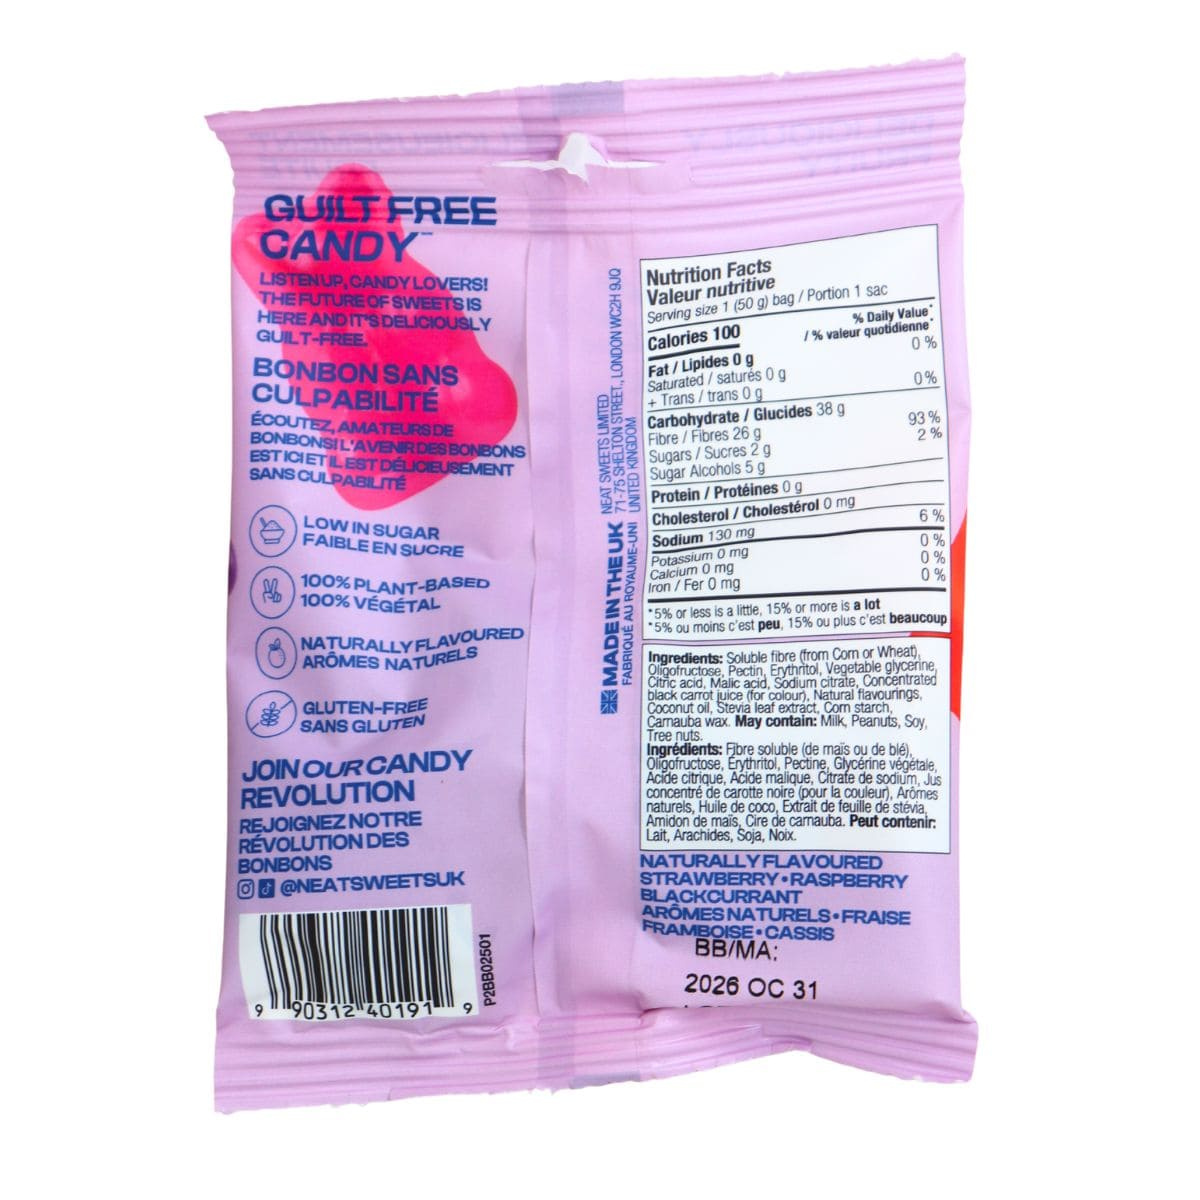 GUILT FREE
CANDY™
LISTEN UP, CANDY LOVERS!
THE FUTURE OF SWEETS IS
HERE AND IT'S DELICIOUSLY
GUILT-FREE.
BONBON SANS
CULPABILITÉ
ÉCOUTEZ, AMATEURS DE
BONBONS! L'AVENIR DES BONBONS
EST ICI ET IL EST DÉLICIEUSEMENT
SANS CULPABILITÉ
LOW IN SUGAR
FAIBLE EN SUCRE
100% PLANT-BASED
100% VÉGÉTAL
NATURALLY FLAVOURED
ARÔMES NATURELS
GLUTEN-FREE
SANS GLUTEN
JOIN OUR CANDY
REVOLUTION
REJOIGNEZ NOTRE
RÉVOLUTION DES
BONBONS
@NEATSWEETSUK
9 90312 40191 9
P2BB02501
MADE IN THE UK
FABRIQUÉ AU ROYAUME-UNI
NEAT SWEETS LIMITED
71-75 SHELTON STREET,, LONDON WC2H 9JQ
UNITED KINGDOM
Nutrition Facts
Valeur nutritive
Serving size 1 (50 g) bag / Portion 1 sac
Calories 100
% Daily Value*
/ % valeur quotidienne*
Fat / Lipides 0 g 0 %
Saturated / saturés 0 g
+ Trans / trans 0 g 0 %
Carbohydrate / Glucides 38 g
Fibre / Fibres 26 g 93 %
Sugars / Sucres 2 g 2 %
Sugar Alcohols 5 g
Protein / Protéines 0 g
Cholesterol / Cholestérol 0 mg
Sodium 130 mg 6 %
Potassium 0 mg 0 %
Calcium 0 mg 0 %
Iron / Fer 0 mg 0 %
*5% or less is a little, 15% or more is a lot
*5% ou moins c'est peu, 15% ou plus c'est beaucoup
Ingredients: Soluble fibre (from Corn or Wheat),
Oligofructose, Pectin, Erythritol, Vegetable glycerine,
Citric acid, Malic acid, Sodium citrate, Concentrated
black carrot juice (for colour), Natural flavourings,
Coconut oil, Stevia leaf extract, Corn starch,
Carnauba wax. May contain: Milk, Peanuts, Soy,
Tree nuts.
Ingrédients: Fibre soluble (de maïs ou de blé),
Oligofructose, Erythritol, Pectine, Glycérine végétale,
Acide citrique, Acide malique, Citrate de sodium, Jus
concentré de carotte noire (pour la couleur), Arômes
naturels, Huile de coco, Extrait de feuille de stévia,
Amidon de maïs, Cire de carnauba. Peut contenir:
Lait, Arachides, Soja, Noix.
NATURALLY FLAVOURED
STRAWBERRY•RASPBERRY
BLACKCURRANT
ARÔMES NATURELS•FRAISE
FRAMBOISE•CASSIS
BB/MA:
2026 OC 31